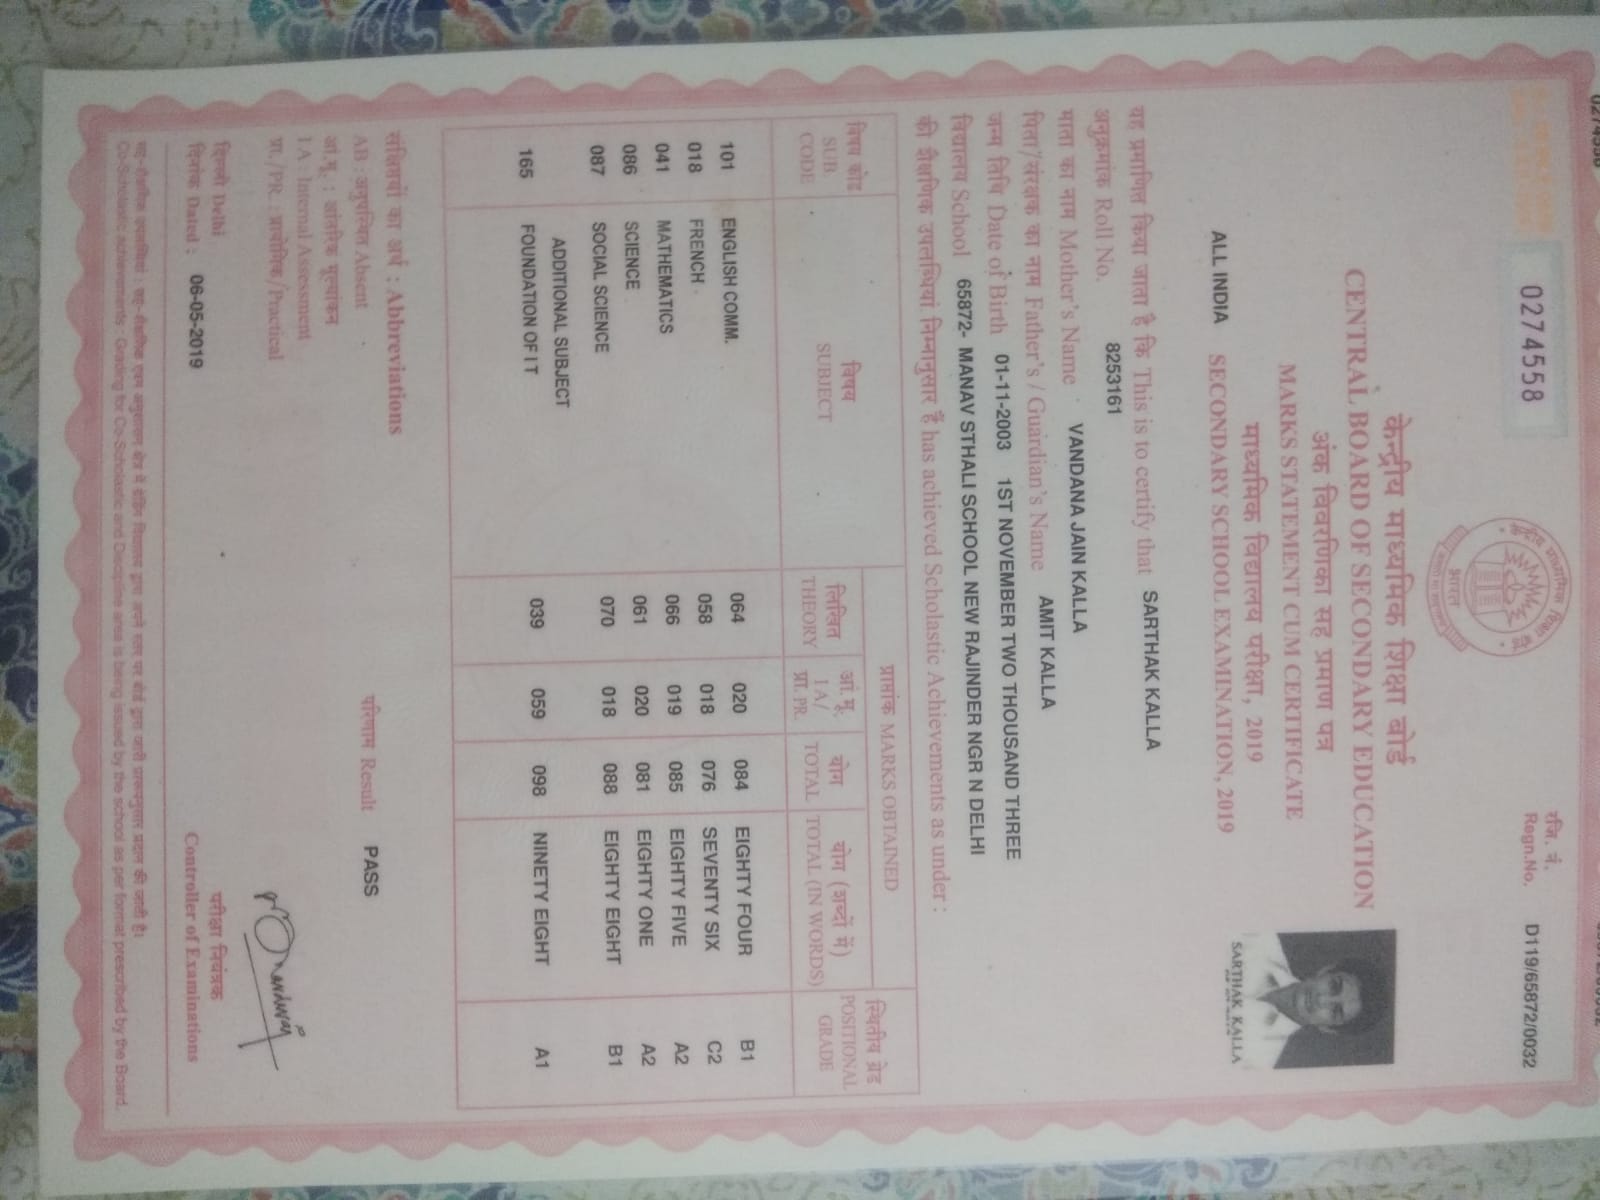 0274558
रजि. नं.
Regn.No. D119/65872/0032
केन्द्रीय माध्यमिक शिक्षा बोर्ड
भारत
केन्द्रीय माध्यमिक शिक्षा बोर्ड
CENTRAL BOARD OF SECONDARY EDUCATION
अंक विवरणिका सह प्रमाण पत्र
MARKS STATEMENT CUM CERTIFICATE
माध्यमिक विद्यालय परीक्षा, 2019
ALL INDIA SECONDARY SCHOOL EXAMINATION, 2019
SARTHAK KALLA
यह प्रमाणित किया जाता है कि This is to certify that SARTHAK KALLA
अनुक्रमांक Roll No. 8253161
माता का नाम Mother's Name VANDANA JAIN KALLA
पिता/संरक्षक का नाम Father's / Guardian's Name AMIT KALLA
जन्म तिथि Date of Birth 01-11-2003 1ST NOVEMBER TWO THOUSAND THREE
विद्यालय School 65872- MANAV STHALI SCHOOL NEW RAJINDER NGR N DELHI
की शैक्षणिक उपलब्धियां निम्नानुसार हैं has achieved Scholastic Achievements as under :
विषय कोड SUB. CODE
विषय SUBJECT
प्राप्तांक MARKS OBTAINED
लिखित THEORY
आं.मू. I A/ प्रा. PR.
योग TOTAL
योग (शब्दों में) TOTAL (IN WORDS)
स्थितीय ग्रेड POSITIONAL GRADE
101 ENGLISH COMM. 064 020 084 EIGHTY FOUR B1
018 FRENCH 058 018 076 SEVENTY SIX C2
041 MATHEMATICS 066 019 085 EIGHTY FIVE A2
086 SCIENCE 061 020 081 EIGHTY ONE A2
087 SOCIAL SCIENCE 070 018 088 EIGHTY EIGHT B1
ADDITIONAL SUBJECT
165 FOUNDATION OF I T 039 059 098 NINETY EIGHT A1
संक्षिप्तयों का अर्थ : Abbreviations
AB : अनुपस्थित Absent
परिणाम Result PASS
आं.मू. : आंतरिक मूल्यांकन
I A : Internal Assessment
प्रा./PR. : प्रायोगिक/Practical
दिल्ली Delhi
दिनांक Dated : 06-05-2019
परीक्षा नियंत्रक
Controller of Examinations
सह-शैक्षणिक उपलब्धियां : सह-शैक्षणिक एवम अनुशासन क्षेत्र में ग्रेडिंग विद्यालय द्वारा अपने स्तर पर बोर्ड द्वारा जारी प्रारूपनुसार प्रदान की जाती है।
Co-Scholastic achievements : Grading for Co-Scholastic and Discipline area is being issued by the school as per format prescribed by the Board.